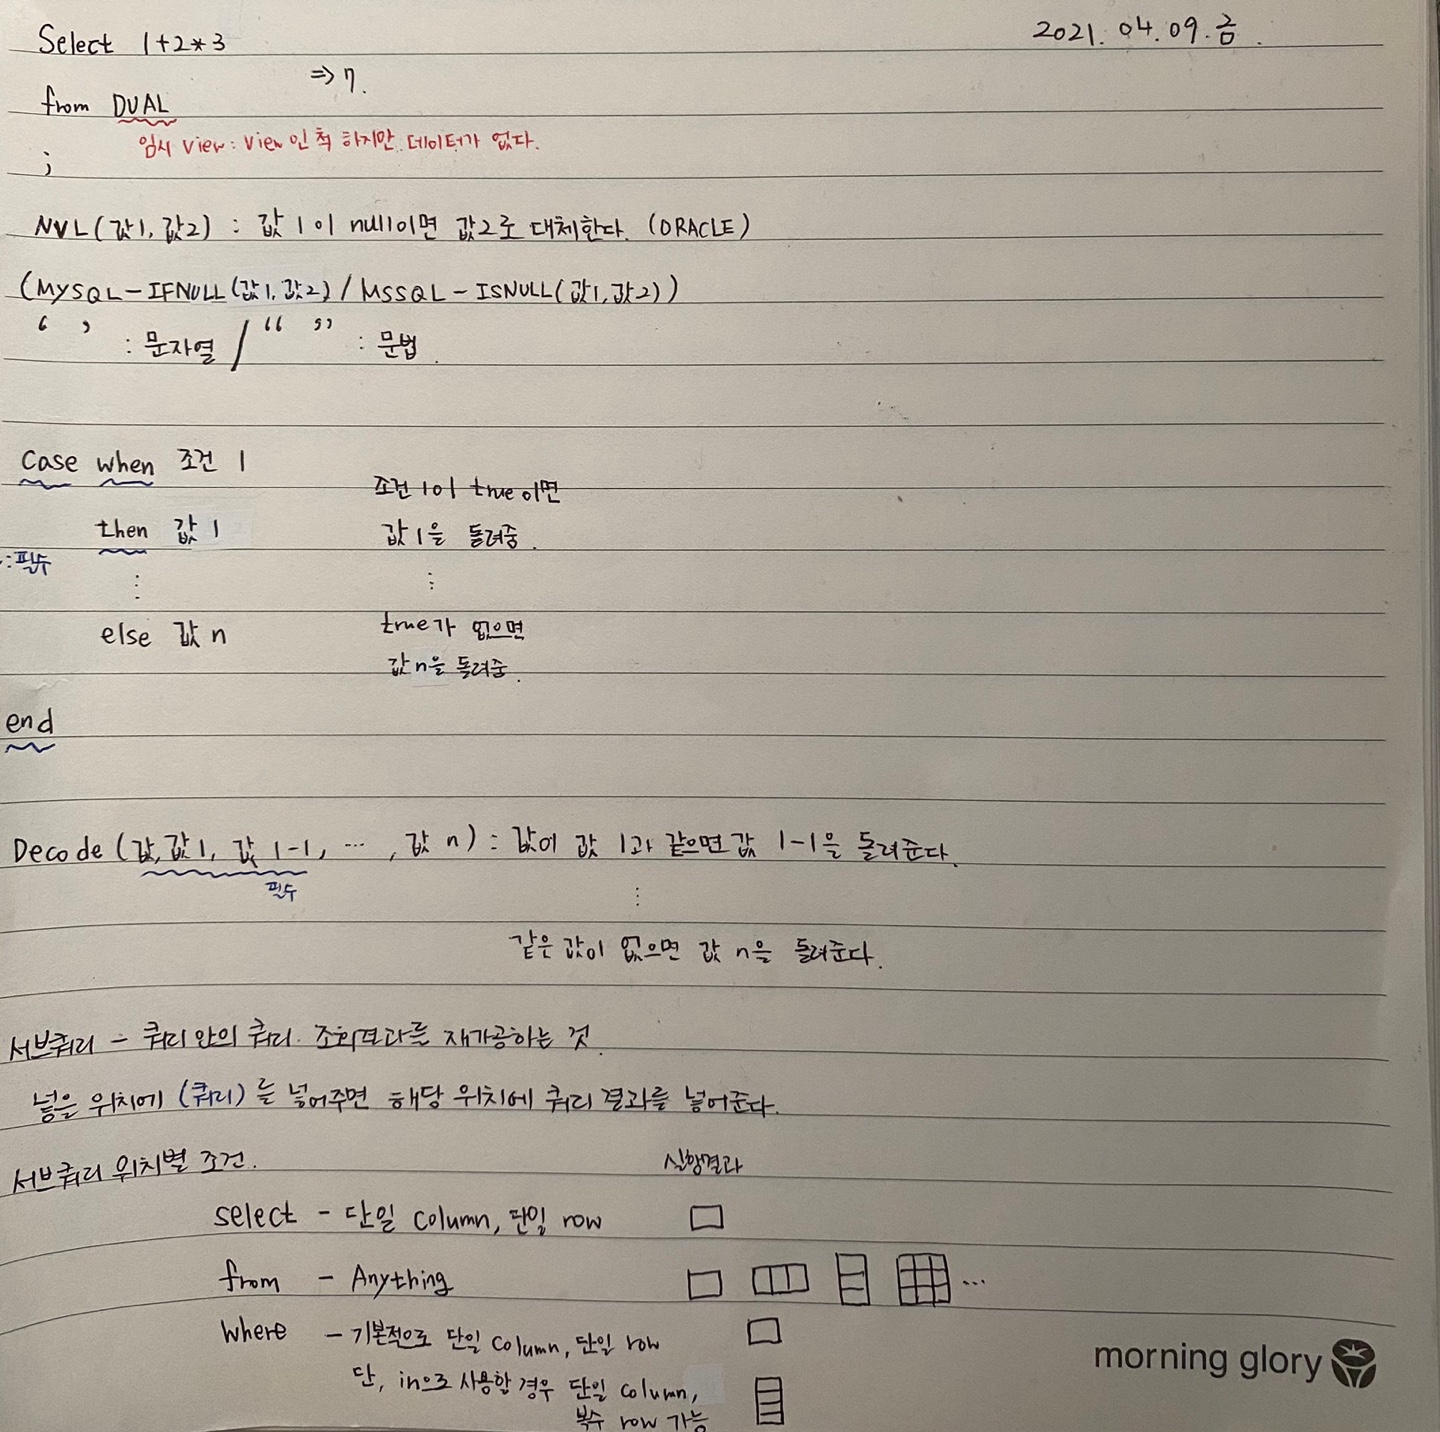 2021. 04. 09. 금.
Select 1+2*3
⇒ 7.
from DUAL
임시 view : view 인 척 하지만 데이터가 없다.
;
NVL(값1, 값2) : 값 1이 null이면 값2로 대체한다. (ORACLE)
(MYSQL-IFNULL(값1, 값2) / MSSQL-ISNULL(값1, 값2))
‘ ’ : 문자열 / “ ” : 문법.
Case when 조건 1
조건 1이 true이면
then 값 1
값 1을 돌려줌.
: 필수
⋮ ⋮
else 값 n
true가 없으면
값 n을 돌려줌.
end
Decode (값, 값1, 값 1-1, … , 값 n) : 값이 값 1과 같으면 값 1-1을 돌려준다.
필수
⋮
같은 값이 없으면 값 n을 돌려준다.
서브쿼리 - 쿼리 안의 쿼리. 조회결과를 재가공하는 것.
넣을 위치에 (쿼리)를 넣어주면 해당 위치에 쿼리 결과를 넣어준다.
서브쿼리 위치별 조건. 실행결과
select - 단일 column, 단일 row
from - Anything ...
where - 기본적으로 단일 column, 단일 row
단, in으로 사용할 경우 단일 column,
복수 row 가능
morning glory